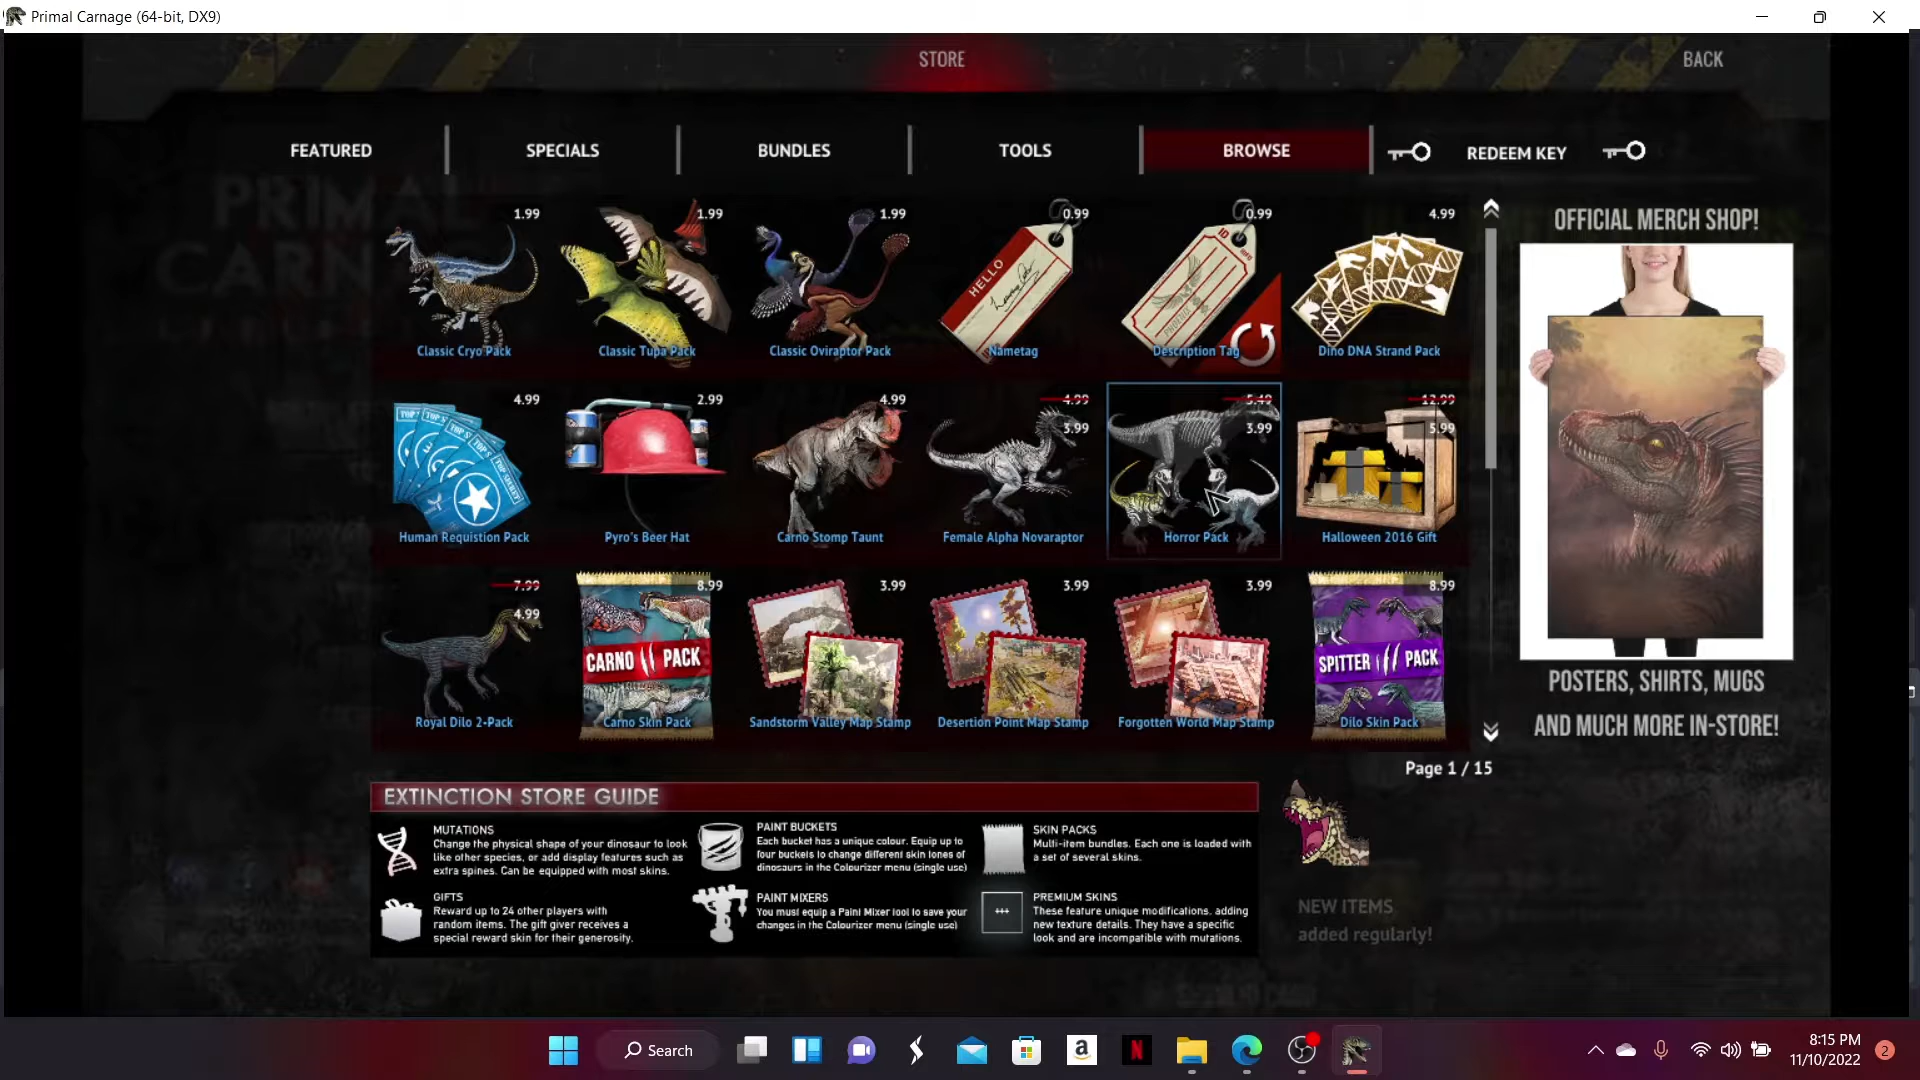 Primal Carnage (64-bit, DX9)
STORE
BACK
FEATURED
SPECIALS
BUNDLES
TOOLS
BROWSE
REDEEM KEY
PRIMAL
1.99
1.99
1.99
0.99
0.99
4.99
HELLO
ID
Classic Cryo Pack
Classic Tupa Pack
Classic Oviraptor Pack
Nametag
Description Tag
Dino DNA Strand Pack
4.99
2.99
4.99
4.99
3.99
5.49
3.99
12.99
5.99
Human Requistion Pack
Pyro's Beer Hat
Carno Stomp Taunt
Female Alpha Novaraptor
Horror Pack
Halloween 2016 Gift
7.99
4.99
8.99
3.99
3.99
3.99
8.99
CARNO PACK
SPITTER PACK
Royal Dilo 2-Pack
Carno Skin Pack
Sandstorm Valley Map Stamp
Desertion Point Map Stamp
Forgotten World Map Stamp
Dilo Skin Pack
OFFICIAL MERCH SHOP!
POSTERS, SHIRTS, MUGS
AND MUCH MORE IN-STORE!
Page 1 / 15
EXTINCTION STORE GUIDE
MUTATIONS
Change the physical shape of your dinosaur to look
like other species, or add display features such as
extra spines. Can be equipped with most skins.
GIFTS
Reward up to 24 other players with
random items. The gift giver receives a
special reward skin for their generosity.
PAINT BUCKETS
Each bucket has a unique colour. Equip up to
four buckets to change different skin tones of
dinosaurs in the Colourizer menu (single use)
PAINT MIXERS
You must equip a Paint Mixer tool to save your
changes in the Colourizer menu (single use)
SKIN PACKS
Multi-item bundles. Each one is loaded with
a set of several skins.
PREMIUM SKINS
These feature unique modifications, adding
new texture details. They have a specific
look and are incompatible with mutations.
NEW ITEMS
added regularly!
Search
8:15 PM
11/10/2022
2